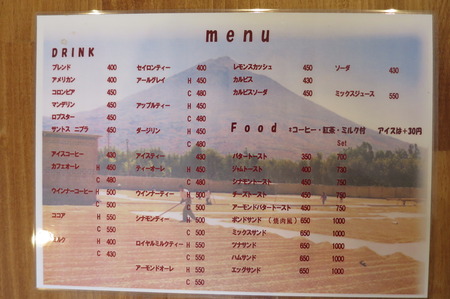 menu
DRINK
ブレンド 400
アメリカン 400
コロンビア 450
マンデリン 450
ロブスター 450
サントス ニブラ 450
アイスコーヒー 430
カフェオーレ H 450
C 480
ウインナーコーヒー H 500
C 500
ココア H 500
C 550
ミルク H 400
C 430
セイロンティー 400
アールグレイ H 450
C 480
アップルティー H 450
C 480
ダージリン H 450
C 480
アイスティー 430
ティーオーレ H 450
C 480
ウインナーティー H 500
C 500
シナモンティー H 450
C 480
ロイヤルミルクティー H 550
C 550
アーモンドオーレ H 550
C 550
レモンスカッシュ 450
カルピス 430
カルピスソーダ 450
ソーダ 430
ミックスジュース 550
Food :コーヒー・紅茶・ミルク付 アイスは+30円
Set
バタートースト 350 700
ジャムトースト 400 750
シナモントースト
チーズトースト
アーモンドバタートースト
ポンドサンド (焼肉風) 650 1000
ミックスサンド 650 1000
ツナサンド 650 1000
ハムサンド 650 1000
エッグサンド 650 1000